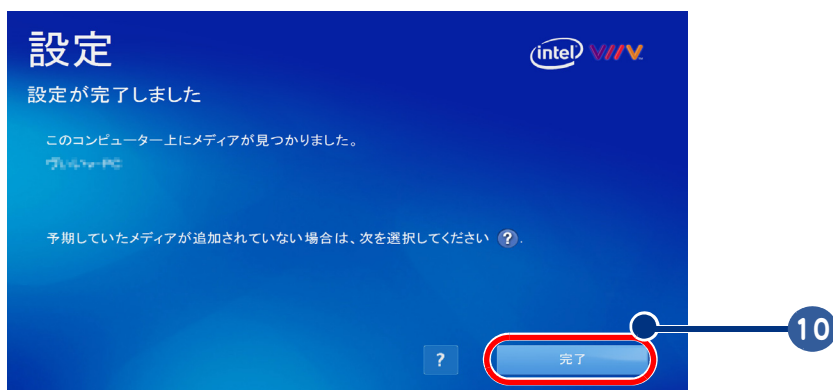 設定
intel VIIV
設定が完了しました
このコンピューター上にメディアが見つかりました。
予期していたメディアが追加されていない場合は、次を選択してください ?.
? 完了
10